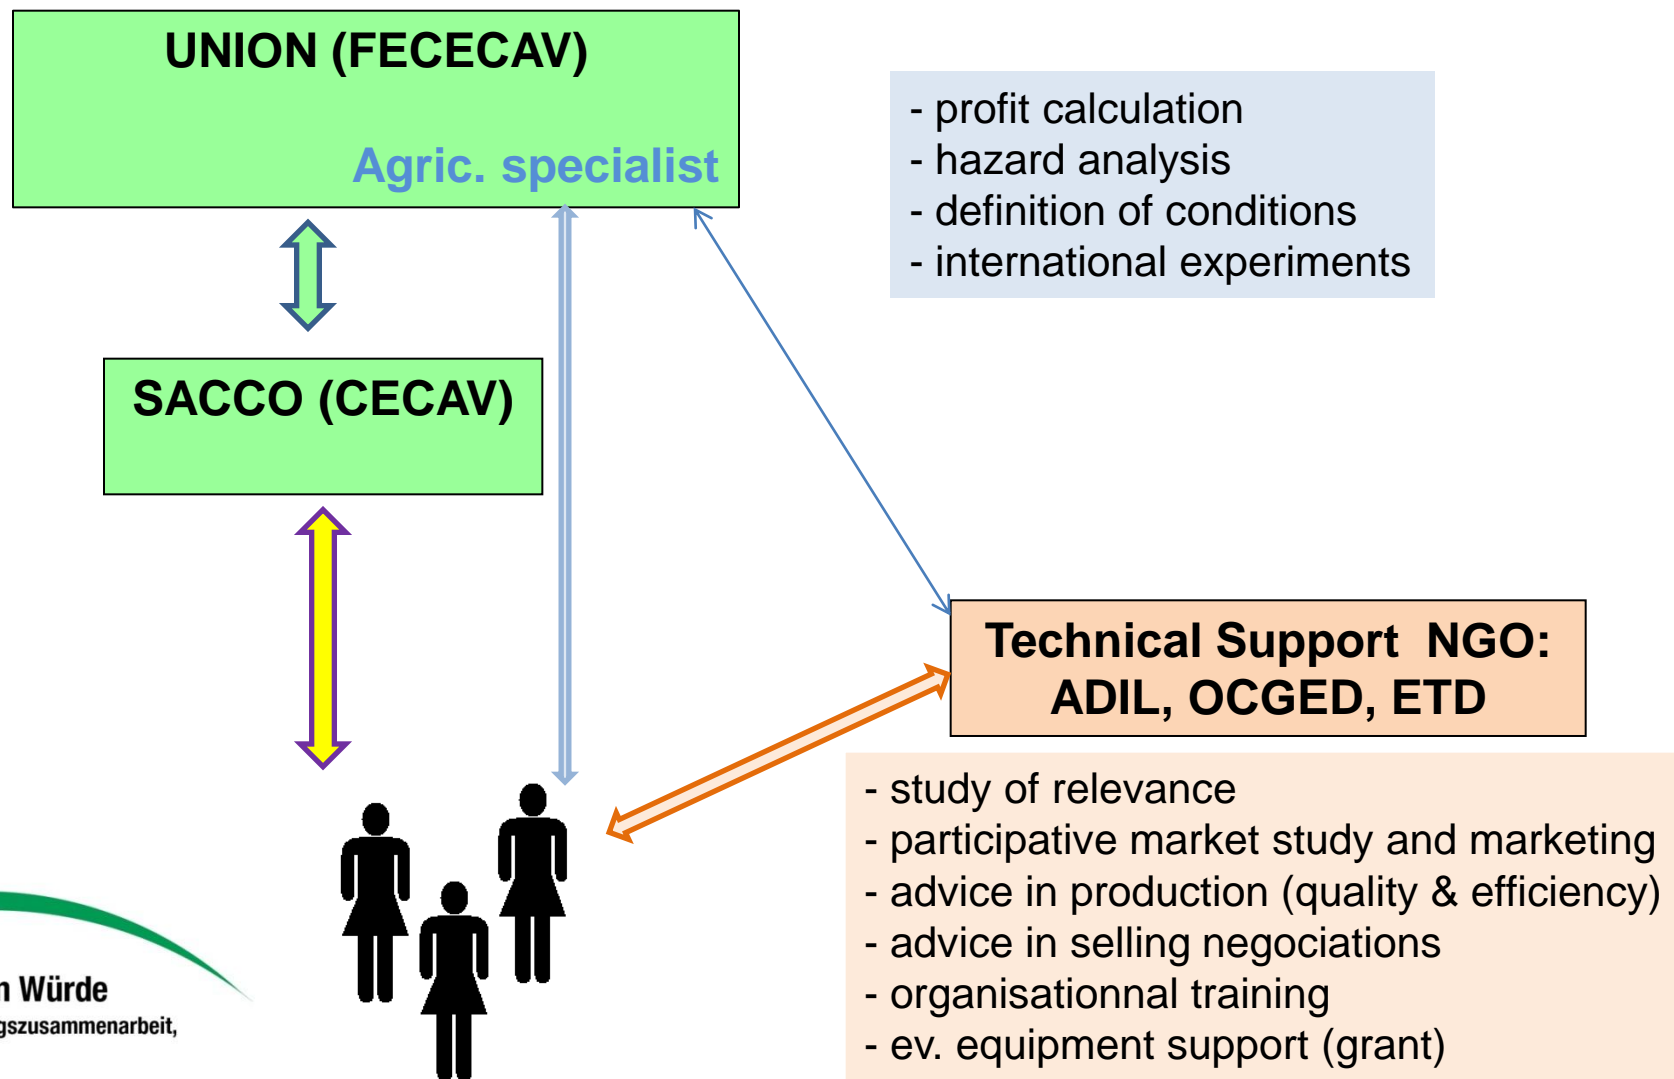 UNION (FECECAV)
Agric. specialist
- profit calculation
- hazard analysis
- definition of conditions
- international experiments
SACCO (CECAV)
Technical Support NGO:
ADIL, OCGED, ETD
- study of relevance
- participative market study and marketing
- advice in production (quality & efficiency)
- advice in selling negociations
- organisationnal training
- ev. equipment support (grant)
Würde
gszusammenarbeit,